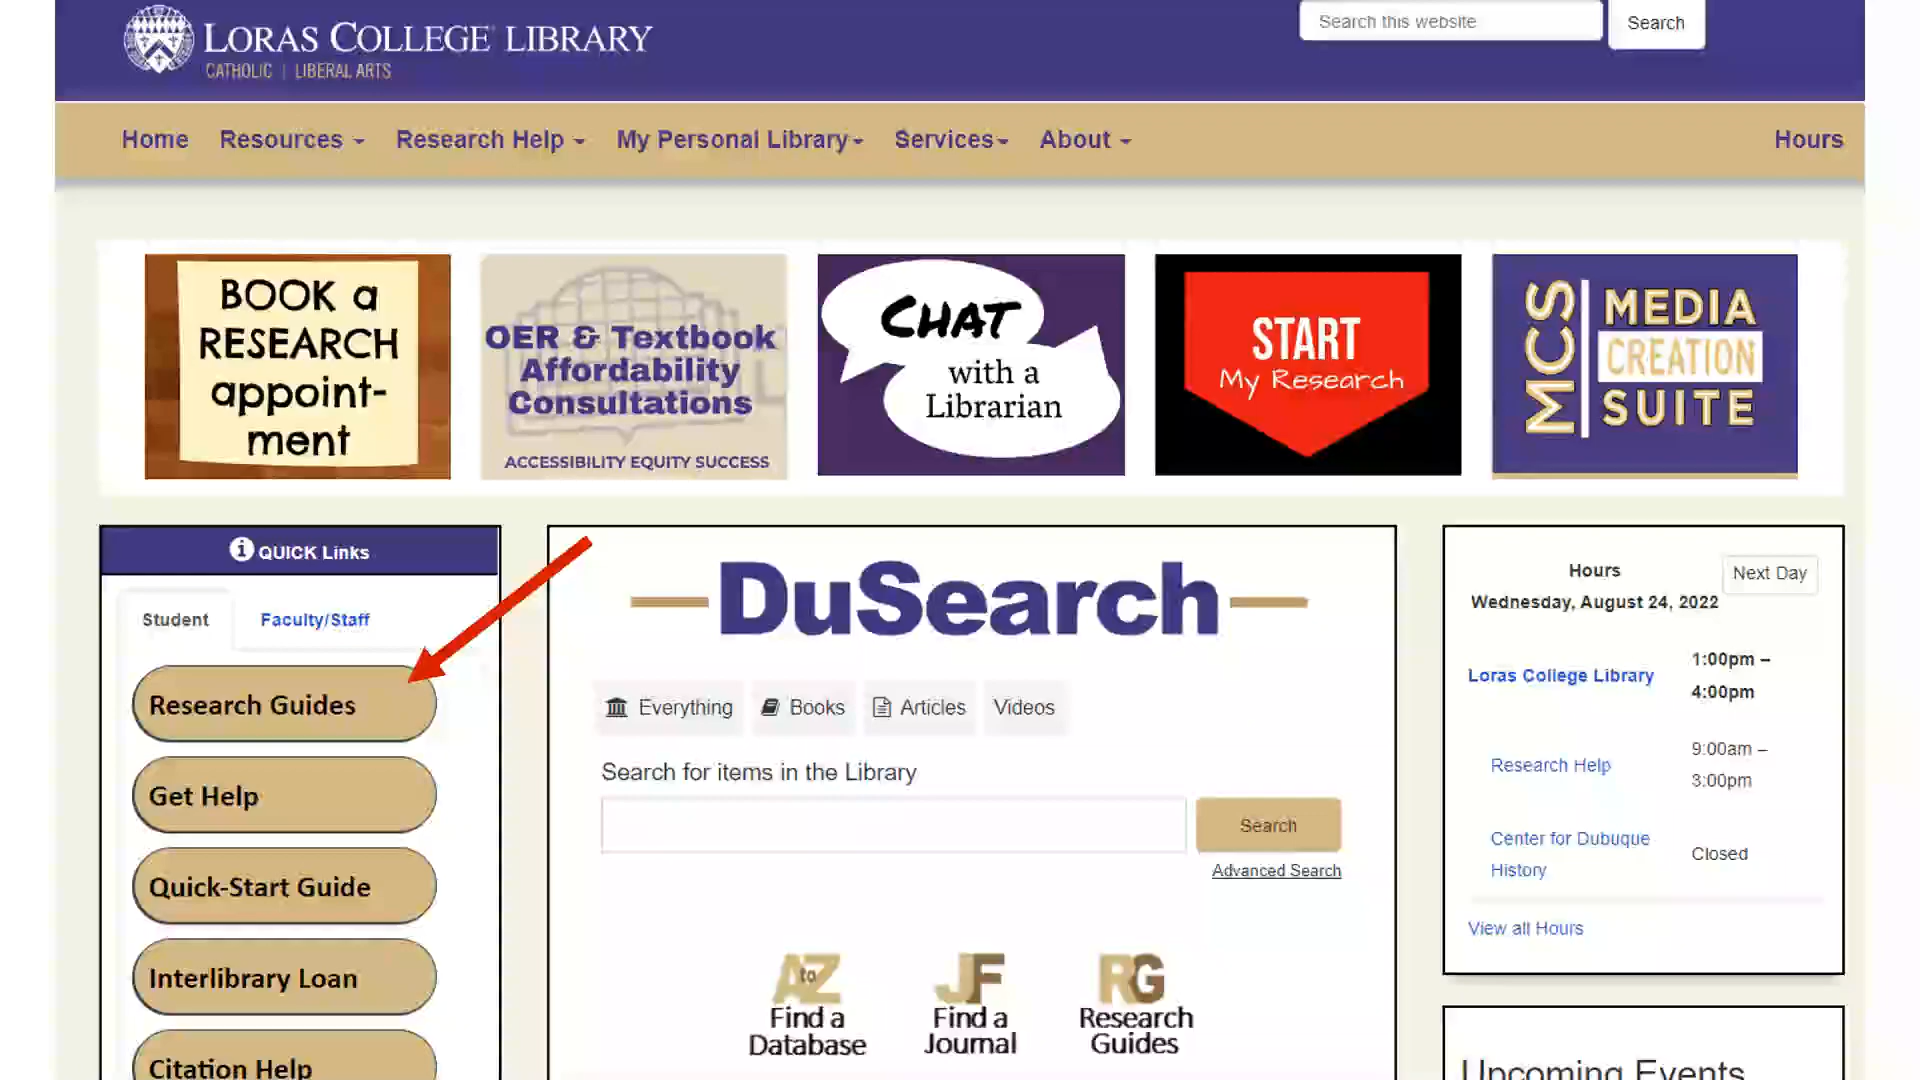 LORAS COLLEGE LIBRARY
CATHOLIC | LIBERAL ARTS
Search this website
Search
Home
Resources
Research Help
My Personal Library
Services
About
Hours
BOOK a
RESEARCH
appoint-
ment
OER & Textbook
Affordability
Consultations
ACCESSIBILITY EQUITY SUCCESS
CHAT
with a
Librarian
START
My Research
MCS
MEDIA
CREATION
SUITE
QUICK Links
Student
Faculty/Staff
Research Guides
Get Help
Quick-Start Guide
Interlibrary Loan
Citation Help
DuSearch
Everything
Books
Articles
Videos
Search for items in the Library
Search
Advanced Search
A to Z
Find a
Database
JF
Find a
Journal
RG
Research
Guides
Hours
Next Day
Wednesday, August 24, 2022
Loras College Library
1:00pm –
4:00pm
Research Help
9:00am –
3:00pm
Center for Dubuque
History
Closed
View all Hours
Upcoming Events